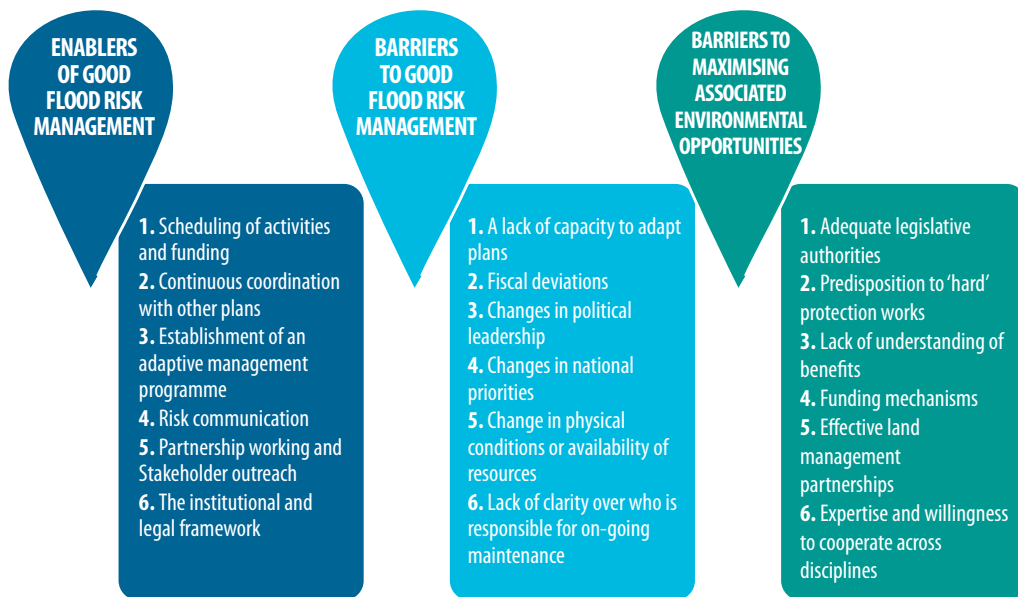 ENABLERS
OF GOOD
FLOOD RISK
MANAGEMENT
1. Scheduling of activities
and funding
2. Continuous coordination
with other plans
3. Establishment of an
adaptive management
programme
4. Risk communication
5. Partnership working and
Stakeholder outreach
6. The institutional and
legal framework
BARRIERS
TO GOOD
FLOOD RISK
MANAGEMENT
1. A lack of capacity to adapt
plans
2. Fiscal deviations
3. Changes in political
leadership
4. Changes in national
priorities
5. Change in physical
conditions or availability of
resources
6. Lack of clarity over who is
responsible for on-going
maintenance
BARRIERS TO
MAXIMISING
ASSOCIATED
ENVIRONMENTAL
OPPORTUNITIES
1. Adequate legislative
authorities
2. Predisposition to ‘hard’
protection works
3. Lack of understanding of
benefits
4. Funding mechanisms
5. Effective land
management
partnerships
6. Expertise and willingness
to cooperate across
disciplines